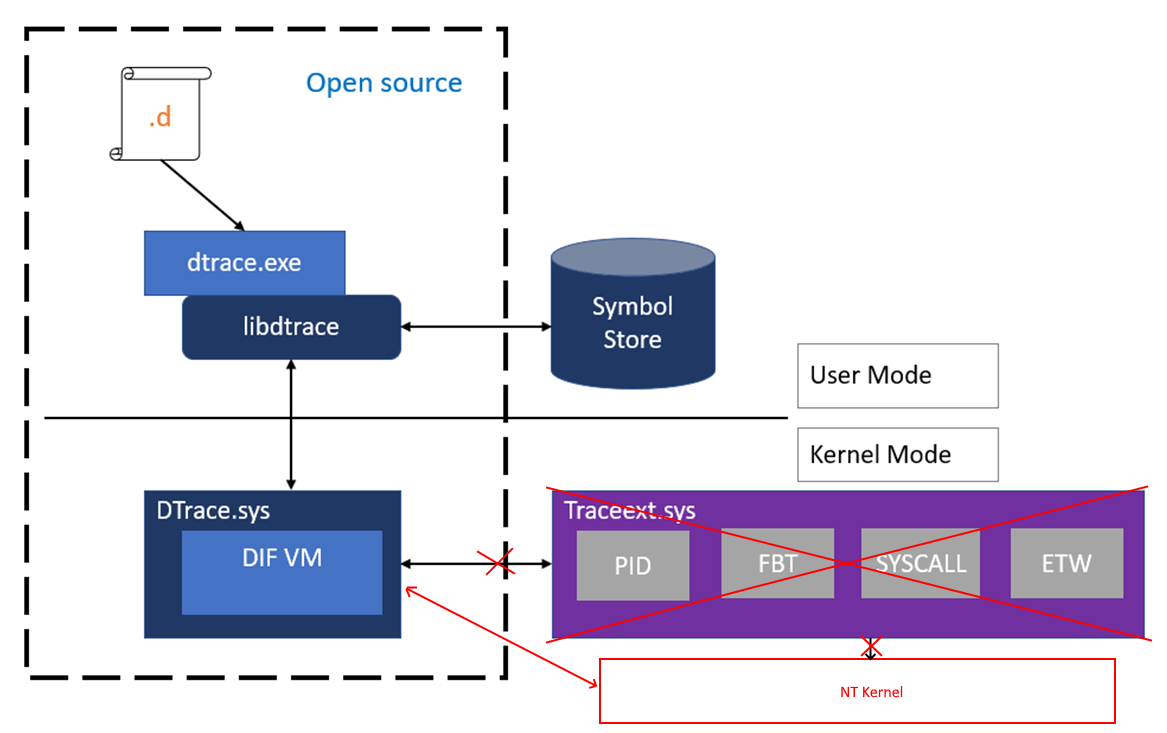 Open source
.d
dtrace.exe
libdtrace
Symbol
Store
User Mode
Kernel Mode
DTrace.sys
DIF VM
Traceext.sys
PID
FBT
SYSCALL
ETW
NT Kernel